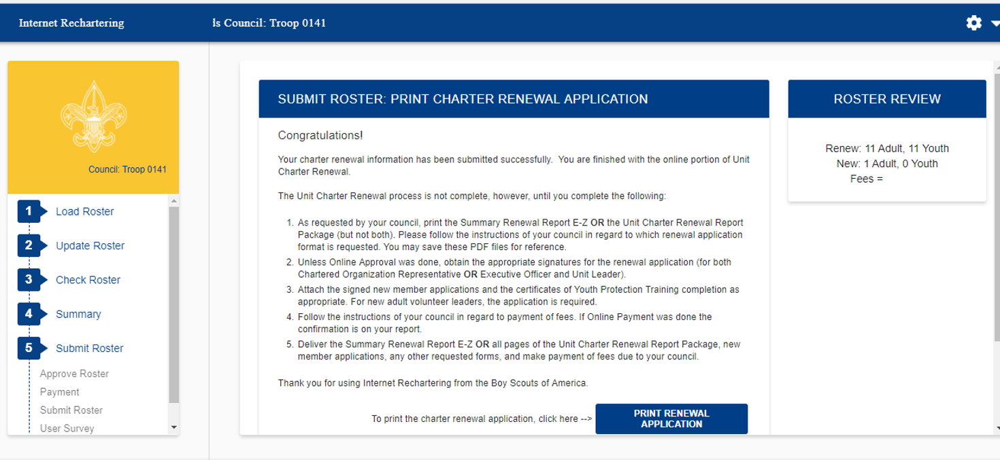 Internet Rechartering
ls Council: Troop 0141
Council: Troop 0141
1 Load Roster
2 Update Roster
3 Check Roster
4 Summary
5 Submit Roster
Approve Roster
Payment
Submit Roster
User Survey
SUBMIT ROSTER: PRINT CHARTER RENEWAL APPLICATION
Congratulations!
Your charter renewal information has been submitted successfully.  You are finished with the online portion of Unit
Charter Renewal.
The Unit Charter Renewal process is not complete, however, until you complete the following:
1. As requested by your council, print the Summary Renewal Report E-Z OR the Unit Charter Renewal Report
Package (but not both). Please follow the instructions of your council in regard to which renewal application
format is requested. You may save these PDF files for reference.
2. Unless Online Approval was done, obtain the appropriate signatures for the renewal application (for both
Chartered Organization Representative OR Executive Officer and Unit Leader).
3. Attach the signed new member applications and the certificates of Youth Protection Training completion as
appropriate. For new adult volunteer leaders, the application is required.
4. Follow the instructions of your council in regard to payment of fees. If Online Payment was done the
confirmation is on your report.
5. Deliver the Summary Renewal Report E-Z OR all pages of the Unit Charter Renewal Report Package, new
member applications, any other requested forms, and make payment of fees due to your council.
Thank you for using Internet Rechartering from the Boy Scouts of America.
To print the charter renewal application, click here -->
PRINT RENEWAL
APPLICATION
ROSTER REVIEW
Renew: 11 Adult, 11 Youth
New: 1 Adult, 0 Youth
Fees =